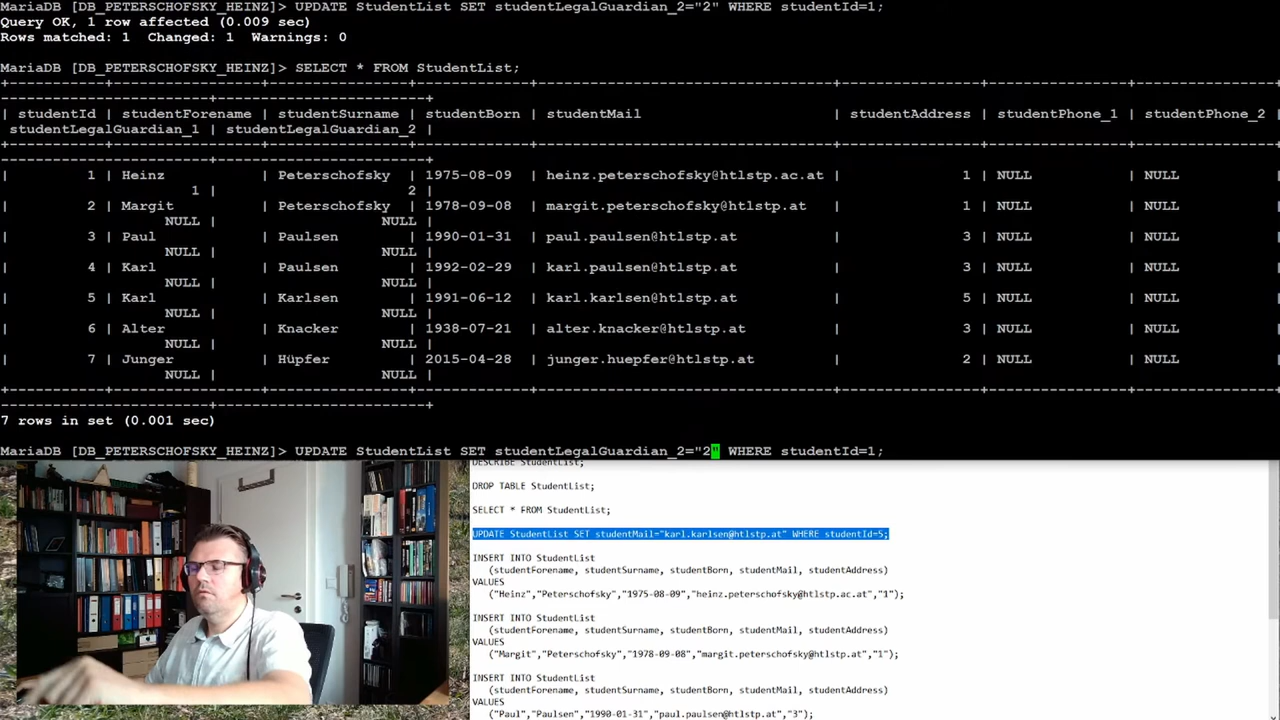 MariaDB [DB_PETERSCHOFSKY_HEINZ]> UPDATE StudentList SET studentLegalGuardian_2="2" WHERE studentId=1;
Query OK, 1 row affected (0.009 sec)
Rows matched: 1  Changed: 1  Warnings: 0
MariaDB [DB_PETERSCHOFSKY_HEINZ]> SELECT * FROM StudentList;
| studentId | studentForename | studentSurname | studentBorn | studentMail | studentAddress | studentPhone_1 | studentPhone_2 |
studentLegalGuardian_1 | studentLegalGuardian_2 |
| 1 | Heinz | Peterschofsky | 1975-08-09 | heinz.peterschofsky@htlstp.ac.at | 1 | NULL | NULL |
1 | 2 |
| 2 | Margit | Peterschofsky | 1978-09-08 | margit.peterschofsky@htlstp.at | 1 | NULL | NULL |
NULL | NULL |
| 3 | Paul | Paulsen | 1990-01-31 | paul.paulsen@htlstp.at | 3 | NULL | NULL |
NULL | NULL |
| 4 | Karl | Paulsen | 1992-02-29 | karl.paulsen@htlstp.at | 3 | NULL | NULL |
NULL | NULL |
| 5 | Karl | Karlsen | 1991-06-12 | karl.karlsen@htlstp.at | 5 | NULL | NULL |
NULL | NULL |
| 6 | Alter | Knacker | 1938-07-21 | alter.knacker@htlstp.at | 3 | NULL | NULL |
NULL | NULL |
| 7 | Junger | Hüpfer | 2015-04-28 | junger.huepfer@htlstp.at | 2 | NULL | NULL |
NULL | NULL |
7 rows in set (0.001 sec)
MariaDB [DB_PETERSCHOFSKY_HEINZ]> UPDATE StudentList SET studentLegalGuardian_2="2" WHERE studentId=1;
DESCRIBE StudentList;
DROP TABLE StudentList;
SELECT * FROM StudentList;
UPDATE StudentList SET studentMail="karl.karlsen@htlstp.at" WHERE studentId=5;
INSERT INTO StudentList
(studentForename, studentSurname, studentBorn, studentMail, studentAddress)
VALUES
("Heinz","Peterschofsky","1975-08-09","heinz.peterschofsky@htlstp.ac.at","1");
INSERT INTO StudentList
(studentForename, studentSurname, studentBorn, studentMail, studentAddress)
VALUES
("Margit","Peterschofsky","1978-09-08","margit.peterschofsky@htlstp.at","1");
INSERT INTO StudentList
(studentForename, studentSurname, studentBorn, studentMail, studentAddress)
VALUES
("Paul","Paulsen","1990-01-31","paul.paulsen@htlstp.at","3");